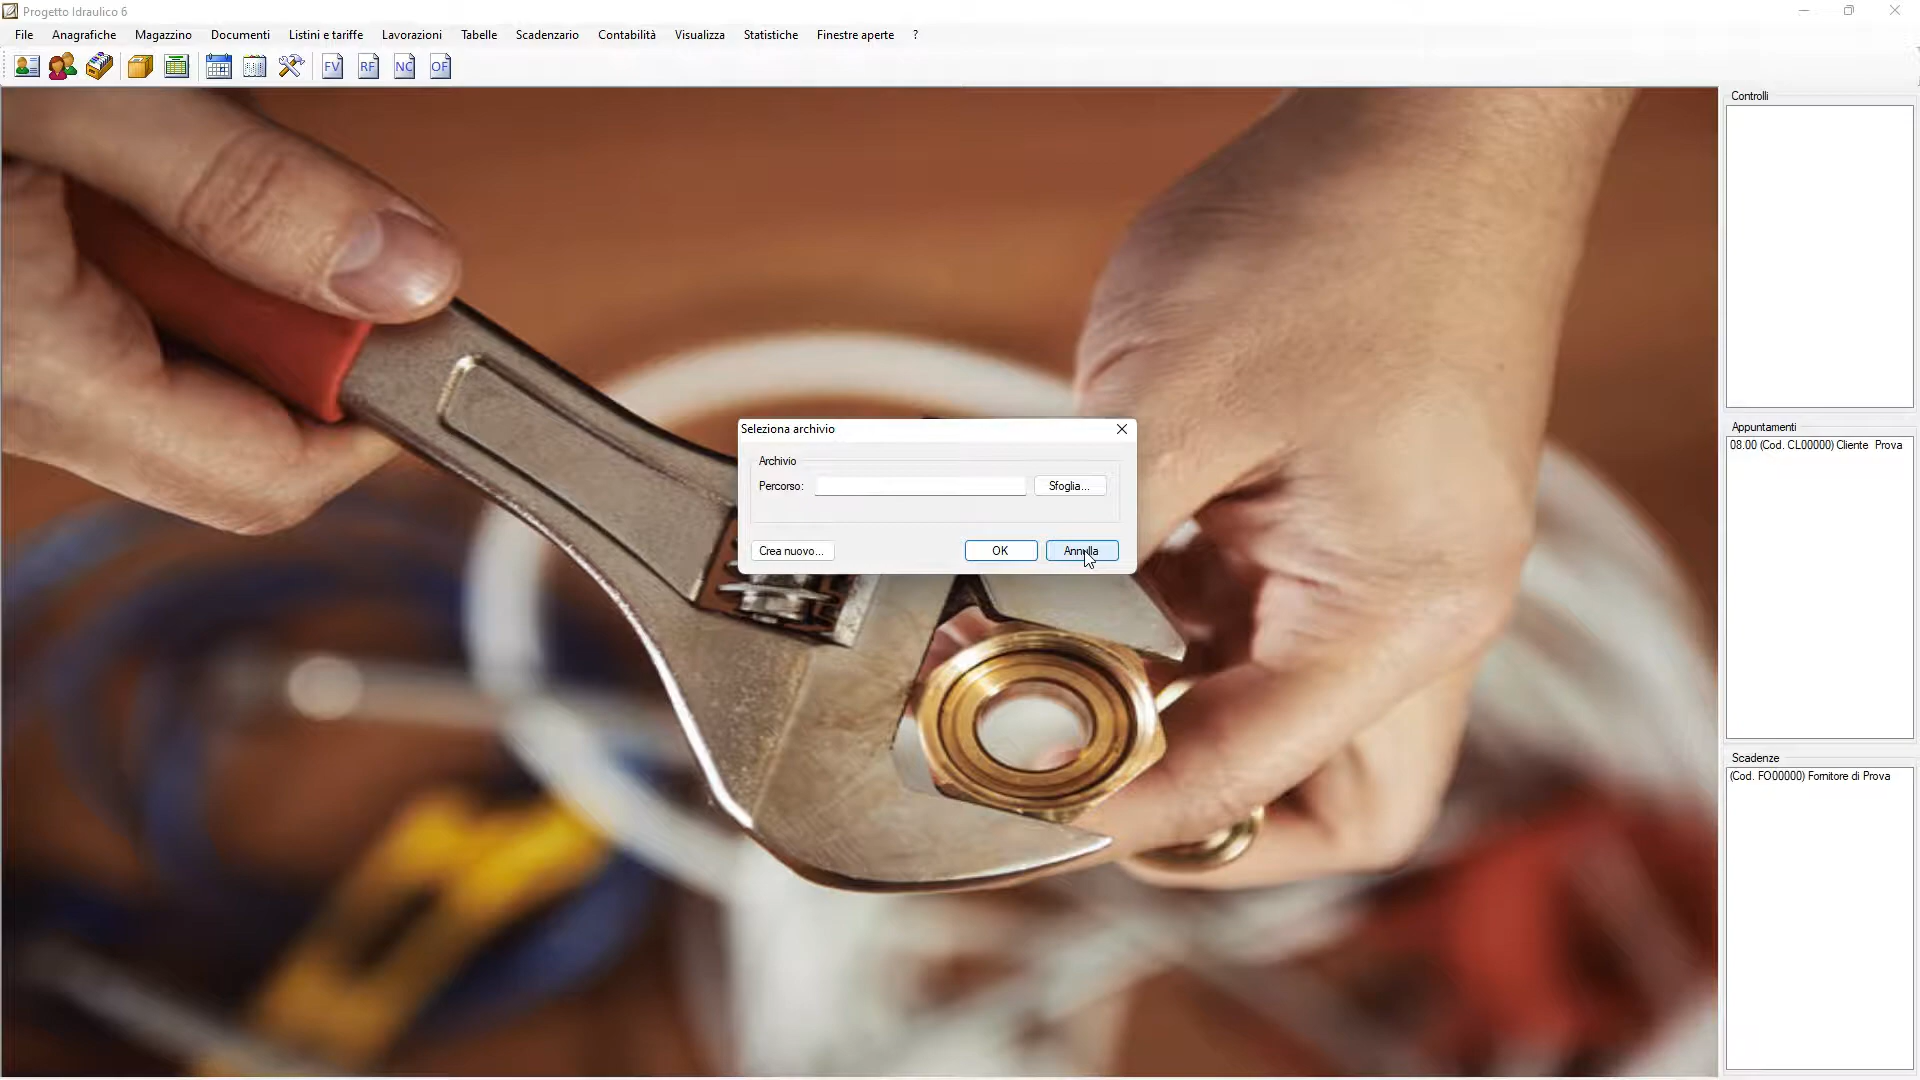 Progetto Idraulico 6
File Anagrafiche Magazzino Documenti Listini e tariffe Lavorazioni Tabelle Scadenzario Contabilità Visualizza Statistiche Finestre aperte ?
FV RF NC OF
Controlli
Appuntamenti
08.00 (Cod. CL00000) Cliente Prova
Seleziona archivio
Archivio
Percorso: Sfoglia...
Crea nuovo... OK Annulla
Scadenze
(Cod. FO00000) Fornitore di Prova